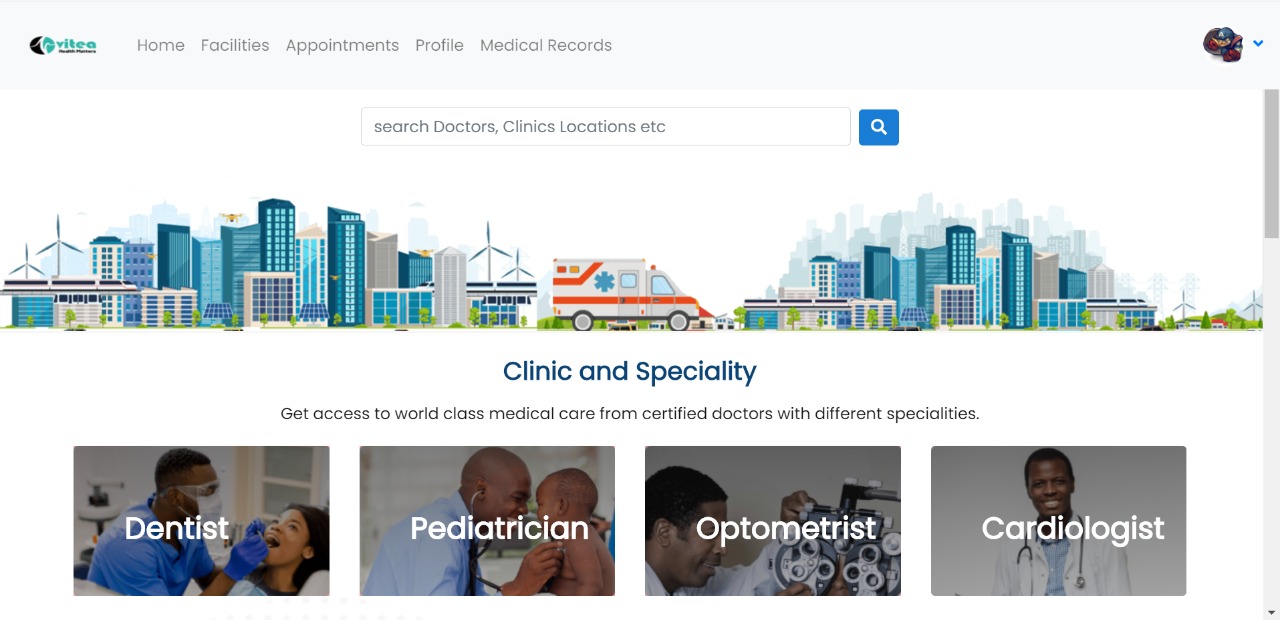 vitea
Health Matters
Home Facilities Appointments Profile Medical Records
search Doctors, Clinics Locations etc
Clinic and Speciality
Get access to world class medical care from certified doctors with different specialities.
Dentist Pediatrician Optometrist Cardiologist